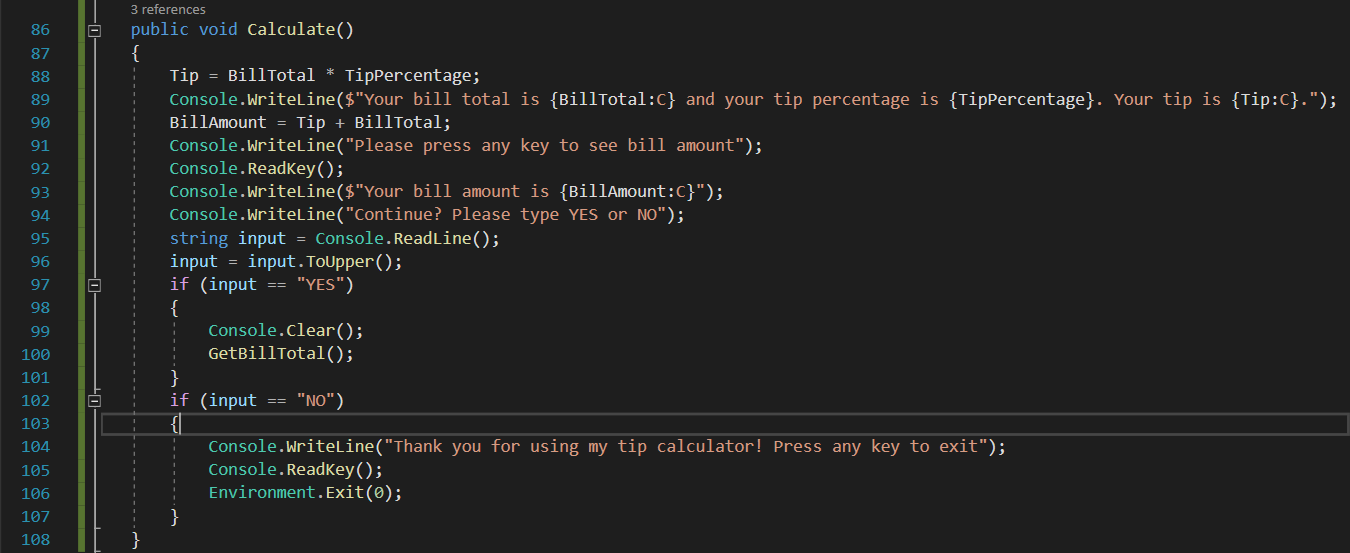 3 references
86 public void Calculate()
87 {
88 Tip = BillTotal * TipPercentage;
89 Console.WriteLine($"Your bill total is {BillTotal:C} and your tip percentage is {TipPercentage}. Your tip is {Tip:C}.");
90 BillAmount = Tip + BillTotal;
91 Console.WriteLine("Please press any key to see bill amount");
92 Console.ReadKey();
93 Console.WriteLine($"Your bill amount is {BillAmount:C}");
94 Console.WriteLine("Continue? Please type YES or NO");
95 string input = Console.ReadLine();
96 input = input.ToUpper();
97 if (input == "YES")
98 {
99 Console.Clear();
100 GetBillTotal();
101 }
102 if (input == "NO")
103 {
104 Console.WriteLine("Thank you for using my tip calculator! Press any key to exit");
105 Console.ReadKey();
106 Environment.Exit(0);
107 }
108 }